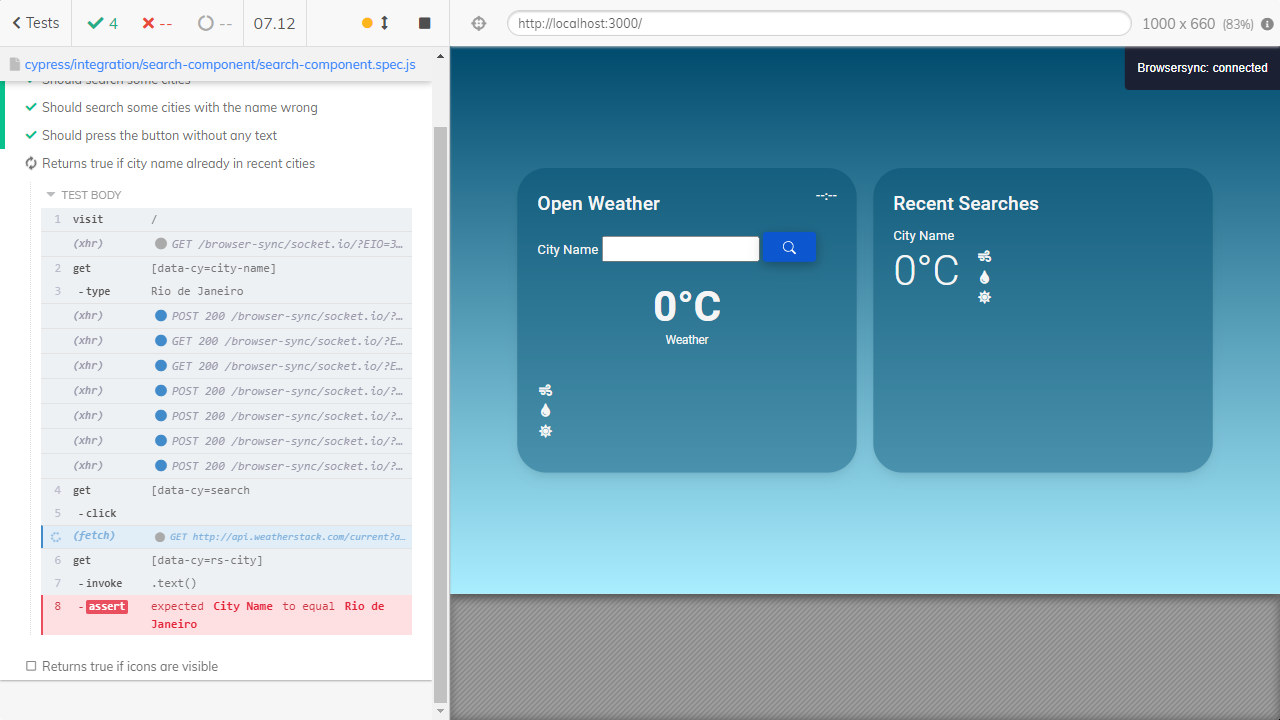 Tests
4
--
--
07.12
http://localhost:3000/
1000 x 660 (83%)
cypress/integration/search-component/search-component.spec.js
Should search some cities
Should search some cities with the name wrong
Should press the button without any text
Returns true if city name already in recent cities
TEST BODY
1 visit /
(xhr) GET /browser-sync/socket.io/?EIO=3…
2 get [data-cy=city-name]
3 -type Rio de Janeiro
(xhr) POST 200 /browser-sync/socket.io/?…
(xhr) GET 200 /browser-sync/socket.io/?E…
(xhr) GET 200 /browser-sync/socket.io/?E…
(xhr) POST 200 /browser-sync/socket.io/?…
(xhr) POST 200 /browser-sync/socket.io/?…
(xhr) POST 200 /browser-sync/socket.io/?…
(xhr) POST 200 /browser-sync/socket.io/?…
4 get [data-cy=search
5 -click
(fetch) GET http://api.weatherstack.com/current?a…
6 get [data-cy=rs-city]
7 -invoke .text()
8 -assert expected City Name to equal Rio de
Janeiro
Returns true if icons are visible
Browsersync: connected
Open Weather
--:--
City Name
0°C
Weather
Recent Searches
City Name
0°C